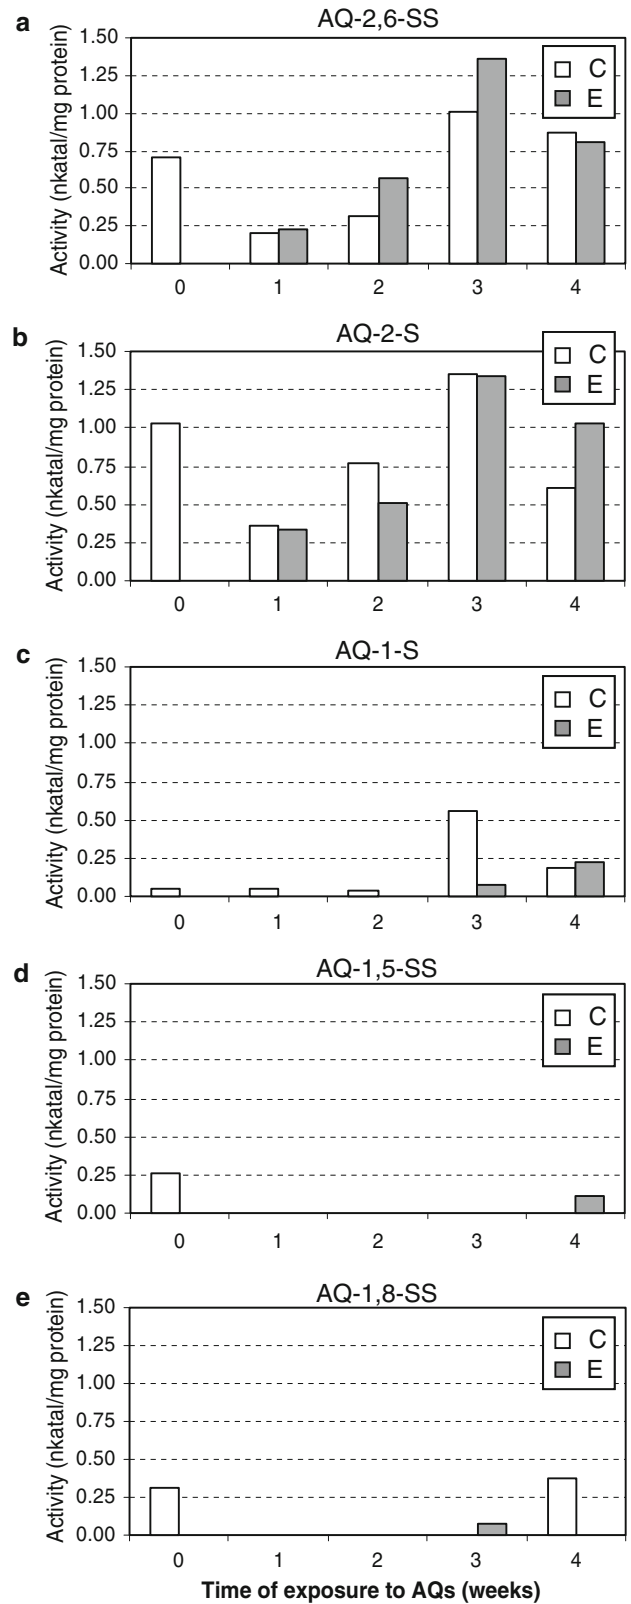 a
AQ-2,6-SS
Activity (nkatal/mg protein)
1.50
1.25
1.00
0.75
0.50
0.25
0.00
C
E
0 1 2 3 4
b
AQ-2-S
Activity (nkatal/mg protein)
1.50
1.25
1.00
0.75
0.50
0.25
0.00
C
E
0 1 2 3 4
c
AQ-1-S
Activity (nkatal/mg protein)
1.50
1.25
1.00
0.75
0.50
0.25
0.00
C
E
0 1 2 3 4
d
AQ-1,5-SS
Activity (nkatal/mg protein)
1.50
1.25
1.00
0.75
0.50
0.25
0.00
C
E
0 1 2 3 4
e
AQ-1,8-SS
Activity (nkatal/mg protein)
1.50
1.25
1.00
0.75
0.50
0.25
0.00
C
E
0 1 2 3 4
Time of exposure to AQs (weeks)